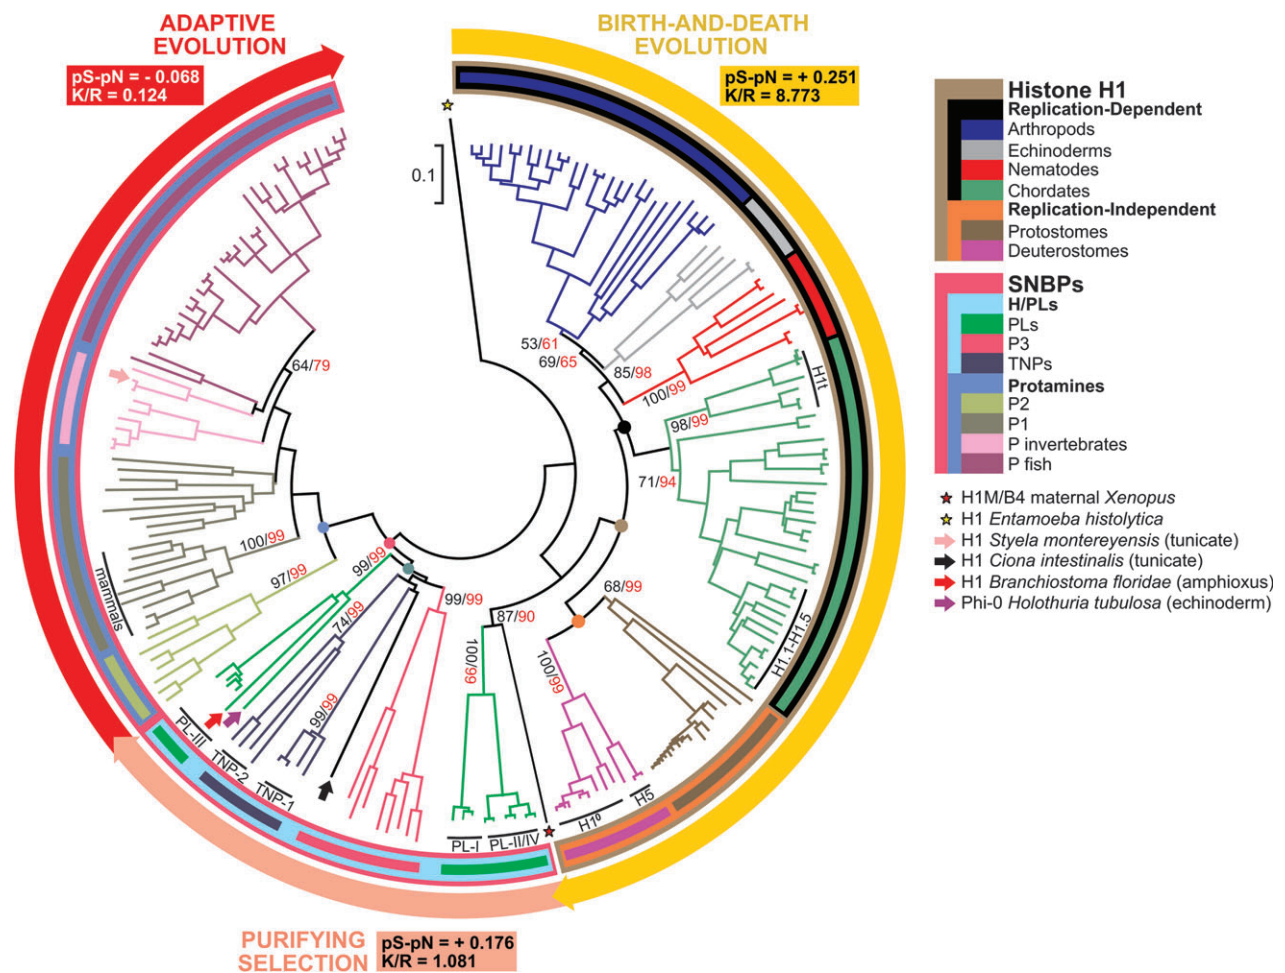 ADAPTIVE
EVOLUTION
pS-pN = - 0.068
K/R = 0.124
BIRTH-AND-DEATH
EVOLUTION
pS-pN = + 0.251
K/R = 8.773
Histone H1
Replication-Dependent
Arthropods
Echinoderms
Nematodes
Chordates
Replication-Independent
Protostomes
Deuterostomes
SNBPs
H/PLs
PLs
P3
TNPs
Protamines
P2
P1
P invertebrates
P fish
H1M/B4 maternal Xenopus
H1 Entamoeba histolytica
H1 Styela montereyensis (tunicate)
H1 Ciona intestinalis (tunicate)
H1 Branchiostoma floridae (amphioxus)
Phi-0 Holothuria tubulosa (echinoderm)
0.1
53/61
69/65
85/98
100/99
H1t
98/99
71/94
64/79
100/99
97/99
mammals
99/99
74/99
99/99
99/99
87/90
100/99
68/99
100/99
H1.1-H1.5
PL-III
TNP-2
TNP-1
PL-I
PL-II/IV
H1⁰
H5
PURIFYING
SELECTION
pS-pN = + 0.176
K/R = 1.081